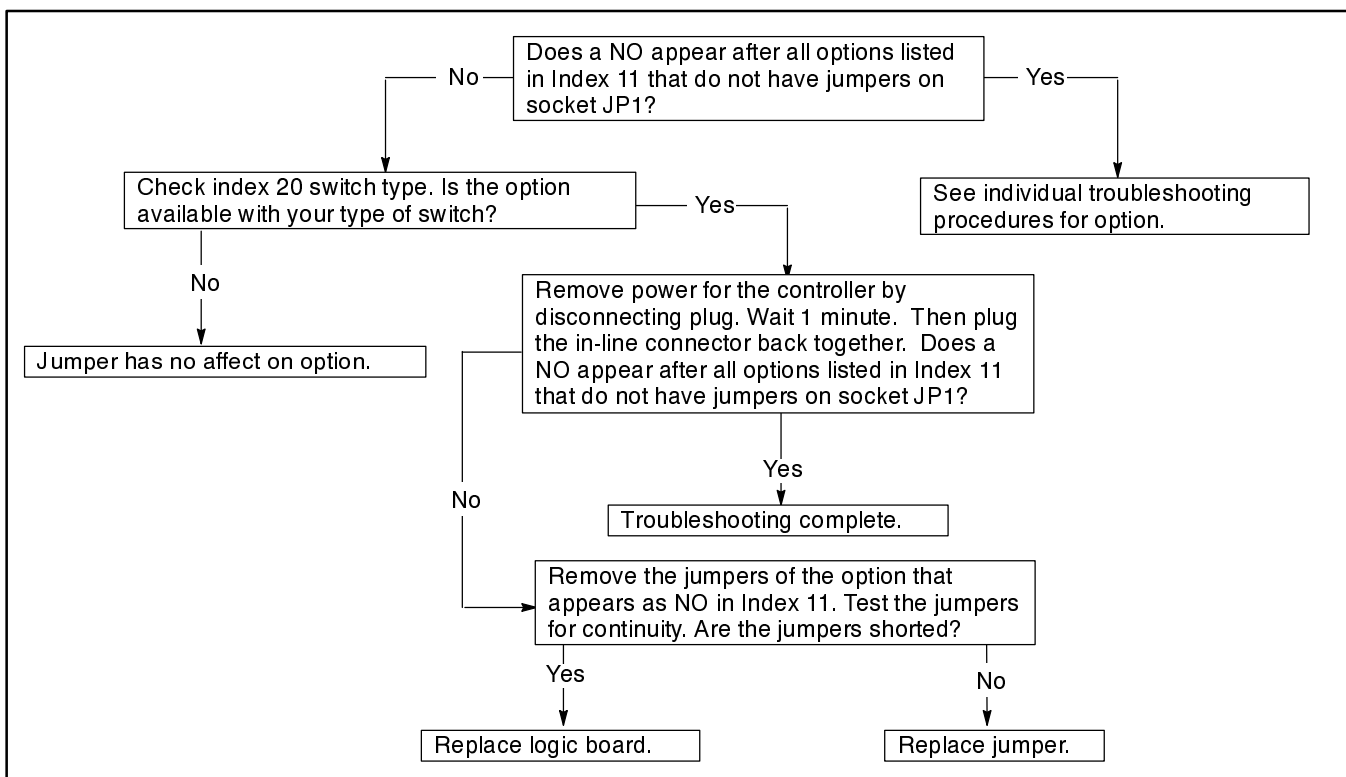 Does a NO appear after all options listed
in Index 11 that do not have jumpers on
socket JP1?
No
Yes
Check index 20 switch type. Is the option
available with your type of switch?
Yes
See individual troubleshooting
procedures for option.
No
Remove power for the controller by
disconnecting plug. Wait 1 minute. Then plug
the in-line connector back together. Does a
NO appear after all options listed in Index 11
that do not have jumpers on socket JP1?
Jumper has no affect on option.
Yes
No
Troubleshooting complete.
Remove the jumpers of the option that
appears as NO in Index 11. Test the jumpers
for continuity. Are the jumpers shorted?
Yes
No
Replace logic board.
Replace jumper.